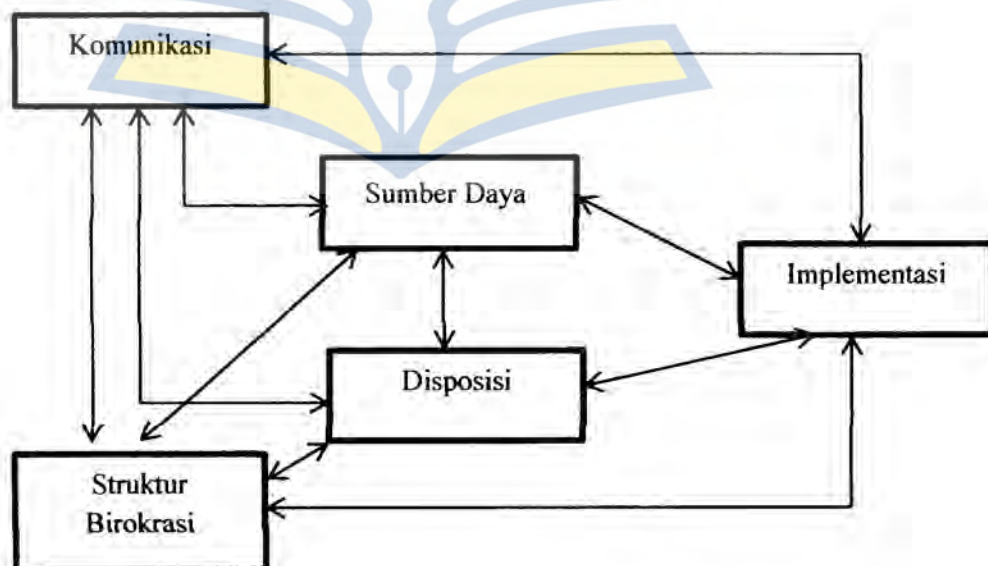 Komunikasi
Sumber Daya
Implementasi
Disposisi
Struktur
Birokrasi